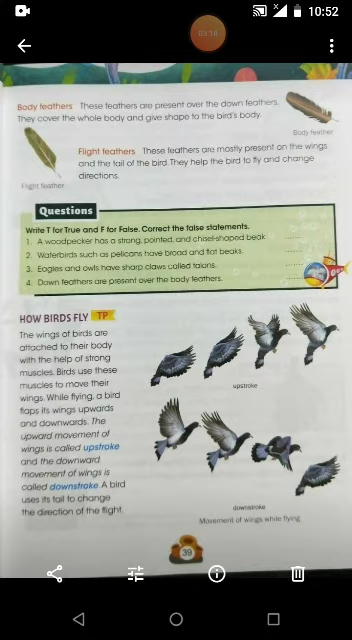 10:52
03:16
Body feathers These feathers are present over the down feathers.
They cover the whole body and give shape to the bird's body.
Body feather
Flight feathers These feathers are mostly present on the wings
and the tail of the bird. They help the bird to fly and change
directions.
Flight feather
Questions
Write T for True and F for False. Correct the false statements.
1. A woodpecker has a strong, pointed, and chisel-shaped beak
2. Waterbirds such as pelicans have broad and flat beaks.
3. Eagles and owls have sharp claws called talons.
4. Down feathers are present over the body feathers.
HOW BIRDS FLY TP
The wings of birds are
attached to their body
with the help of strong
muscles. Birds use these
muscles to move their
wings. While flying, a bird
flaps its wings upwards
and downwards. The
upward movement of
wings is called upstroke
and the downward
movement of wings is
called downstroke. A bird
uses its tail to change
the direction of the flight.
upstroke
downstroke
Movement of wings while flying
39